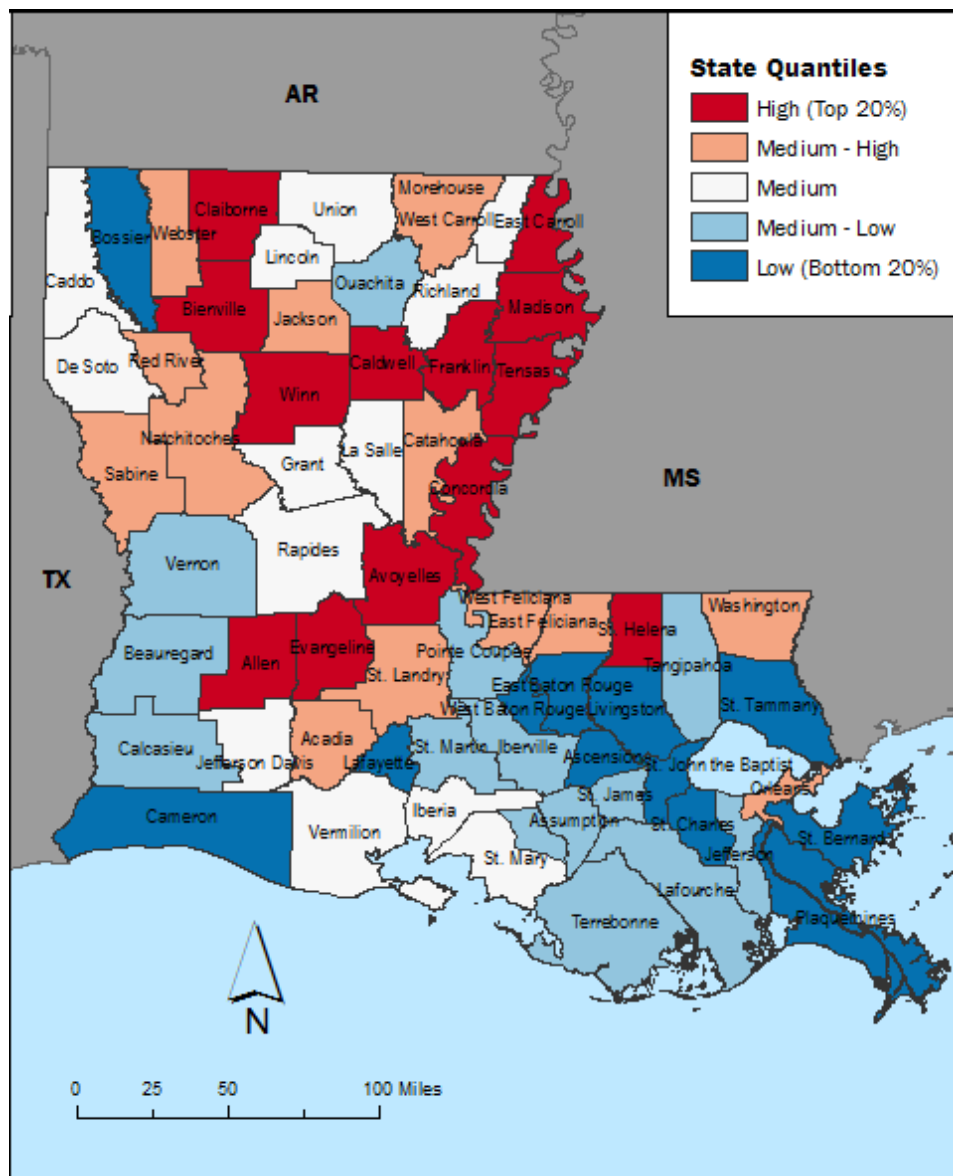 AR
State Quantiles
High (Top 20%)
Medium - High
Medium
Medium - Low
Low (Bottom 20%)
Morehouse
Claiborne
Union
West Carroll
East Carroll
Bossier
Webster
Lincoln
Caddo
Ouachita
Richland
Bienville
Madison
Jackson
De Soto
Red River
Caldwell
Franklin
Tensas
Winn
Natchitoches
Catahoula
La Salle
Sabine
Grant
Concordia
MS
Rapides
Vernon
TX
Avoyelles
West Feliciana
Washington
East Feliciana
St. Helena
Beauregard
Evangeline
Pointe Coupee
Allen
Tangipahoa
St. Landry
East Baton Rouge
West Baton Rouge
Livingston
St. Tammany
Acadia
Calcasieu
St. Martin
Iberville
Jefferson Davis
Lafayette
Ascension
St. John the Baptist
Orleans
St. James
Iberia
Cameron
Assumption
St. Charles
Vermilion
St. Bernard
Jefferson
St. Mary
Lafourche
Terrebonne
Plaquemines
N
0 25 50 100 Miles